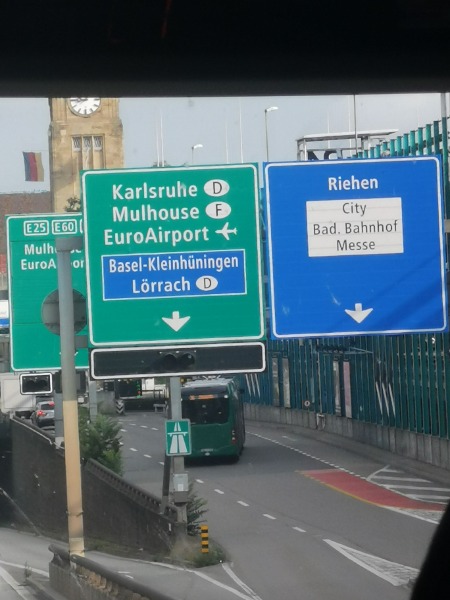 E25 E60
Mulh
EuroAir
Karlsruhe D
Mulhouse F
EuroAirport
Basel-Kleinhüningen
Lörrach D
Riehen
City
Bad. Bahnhof
Messe